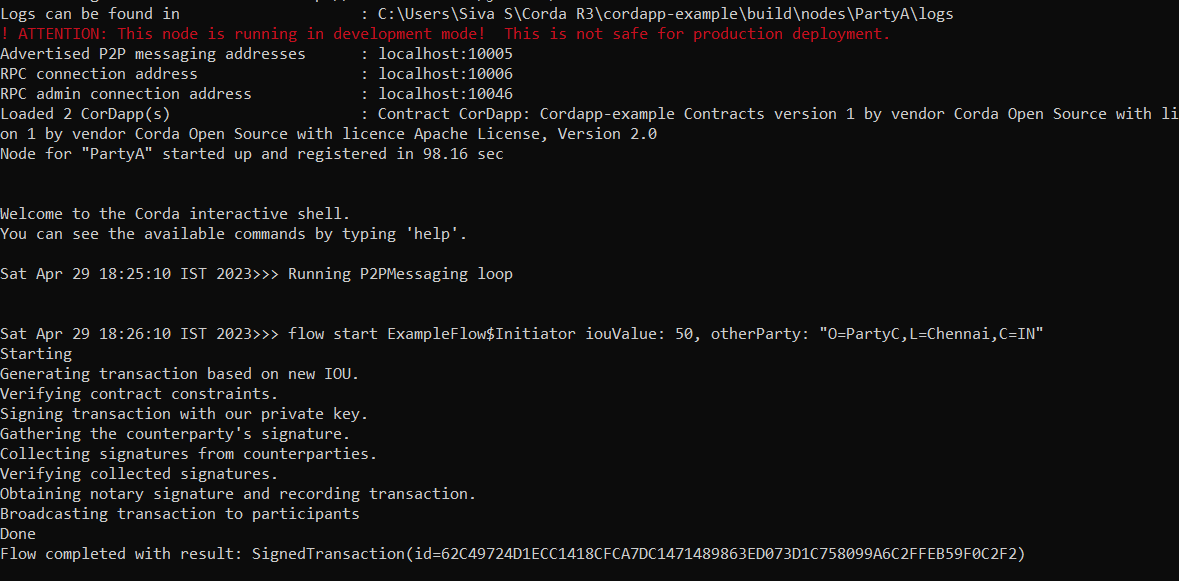 Logs can be found in : C:\Users\Siva S\Corda R3\cordapp-example\build\nodes\PartyA\logs
! ATTENTION: This node is running in development mode! This is not safe for production deployment.
Advertised P2P messaging addresses : localhost:10005
RPC connection address : localhost:10006
RPC admin connection address : localhost:10046
Loaded 2 CorDapp(s) : Contract CorDapp: Cordapp-example Contracts version 1 by vendor Corda Open Source with li
on 1 by vendor Corda Open Source with licence Apache License, Version 2.0
Node for "PartyA" started up and registered in 98.16 sec
Welcome to the Corda interactive shell.
You can see the available commands by typing 'help'.
Sat Apr 29 18:25:10 IST 2023>>> Running P2PMessaging loop
Sat Apr 29 18:26:10 IST 2023>>> flow start ExampleFlow$Initiator iouValue: 50, otherParty: "O=PartyC,L=Chennai,C=IN"
Starting
Generating transaction based on new IOU.
Verifying contract constraints.
Signing transaction with our private key.
Gathering the counterparty's signature.
Collecting signatures from counterparties.
Verifying collected signatures.
Obtaining notary signature and recording transaction.
Broadcasting transaction to participants
Done
Flow completed with result: SignedTransaction(id=62C49724D1ECC1418CFCA7DC1471489863ED073D1C758099A6C2FFEB59F0C2F2)